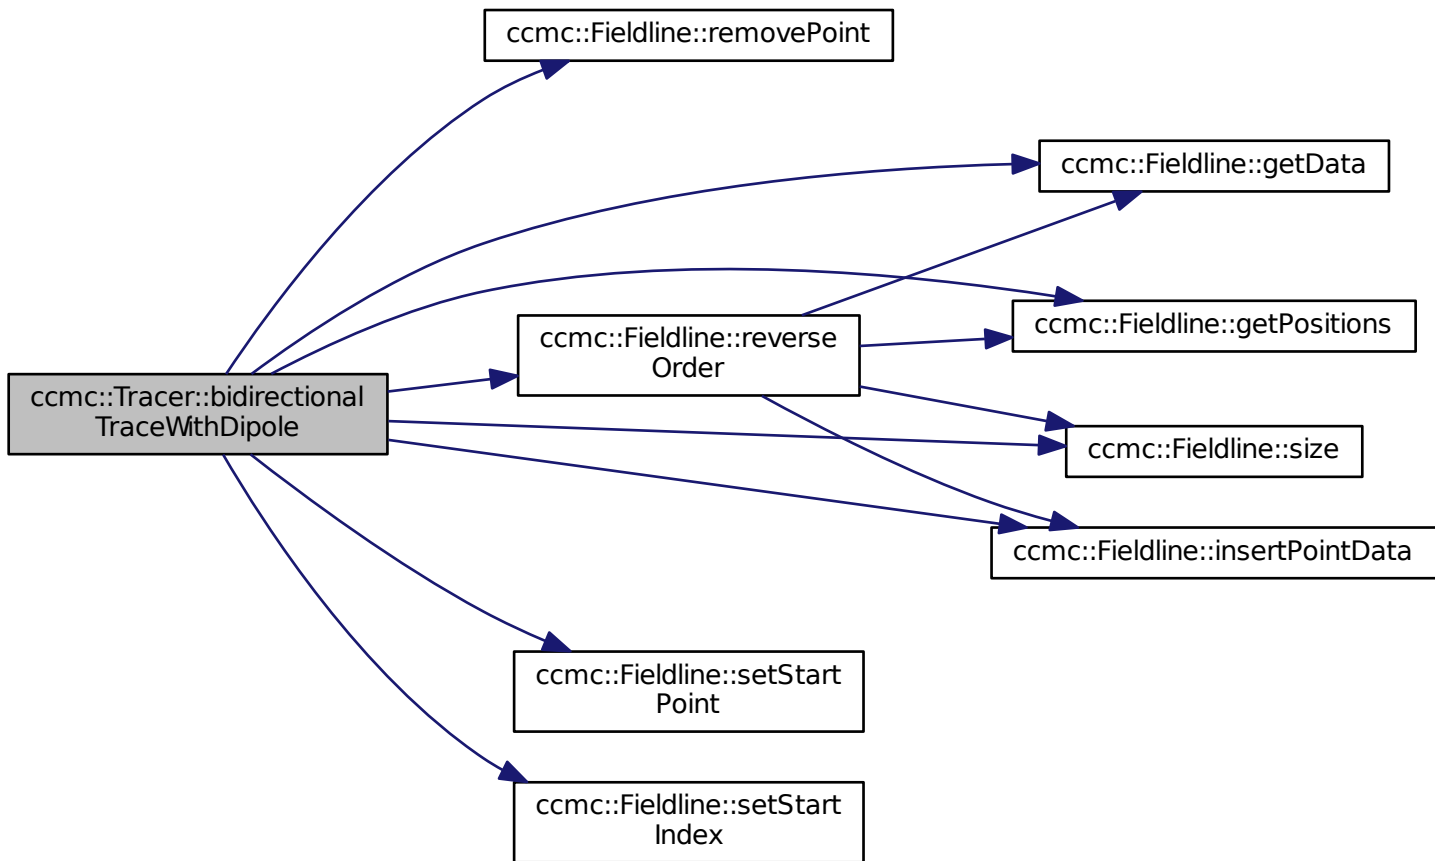 ccmc::Fieldline::removePoint
ccmc::Fieldline::getData
ccmc::Fieldline::getPositions
ccmc::Fieldline::reverse
Order
ccmc::Tracer::bidirectional
TraceWithDipole
ccmc::Fieldline::size
ccmc::Fieldline::insertPointData
ccmc::Fieldline::setStart
Point
ccmc::Fieldline::setStart
Index